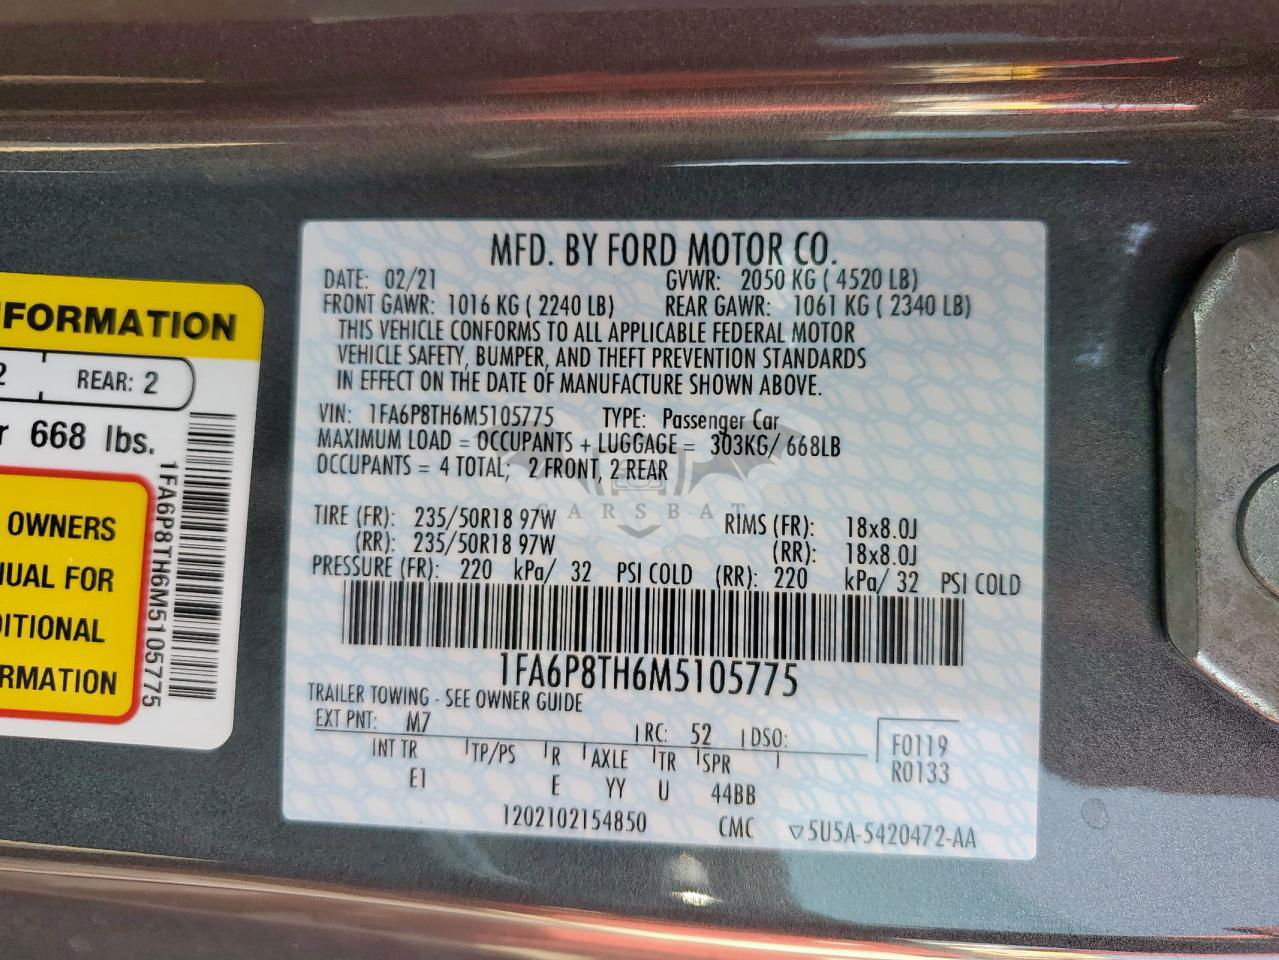 FORMATION
2 REAR: 2
r 668 lbs.
OWNERS
NUAL FOR
DITIONAL
RMATION
1FA6P8TH6M5105775
MFD. BY FORD MOTOR CO.
DATE: 02/21 GVWR: 2050 KG ( 4520 LB)
FRONT GAWR: 1016 KG ( 2240 LB) REAR GAWR: 1061 KG ( 2340 LB)
THIS VEHICLE CONFORMS TO ALL APPLICABLE FEDERAL MOTOR
VEHICLE SAFETY, BUMPER, AND THEFT PREVENTION STANDARDS
IN EFFECT ON THE DATE OF MANUFACTURE SHOWN ABOVE.
VIN: 1FA6P8TH6M5105775 TYPE: Passenger Car
MAXIMUM LOAD = OCCUPANTS + LUGGAGE = 303KG/ 668LB
OCCUPANTS = 4 TOTAL; 2 FRONT, 2 REAR
CARSBAT
TIRE (FR): 235/50R18 97W RIMS (FR): 18x8.0J
(RR): 235/50R18 97W (RR): 18x8.0J
PRESSURE (FR): 220 kPa/ 32 PSI COLD (RR): 220 kPa/ 32 PSI COLD
1FA6P8TH6M5105775
TRAILER TOWING - SEE OWNER GUIDE
EXT PNT: M7 RC: 52 DSO:
F0119
R0133
INT TR TP/PS R AXLE TR SPR
E1 E YY U 44BB
1202102154850 CMC ▽5U5A-5420472-AA